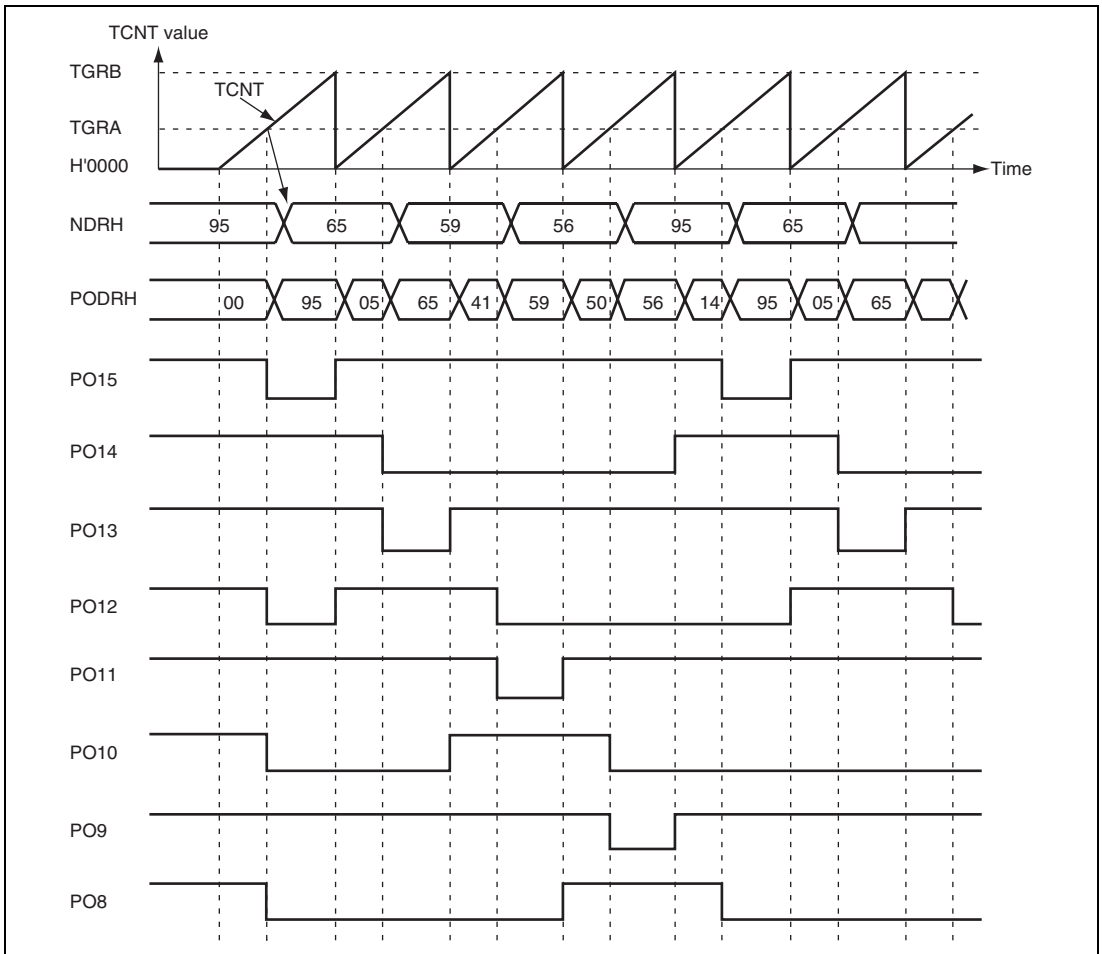 TCNT value
TGRB
TCNT
TGRA
H'0000
Time
NDRH 95 65 59 56 95 65
PODRH 00 95 05 65 41 59 50 56 14 95 05 65
PO15
PO14
PO13
PO12
PO11
PO10
PO9
PO8